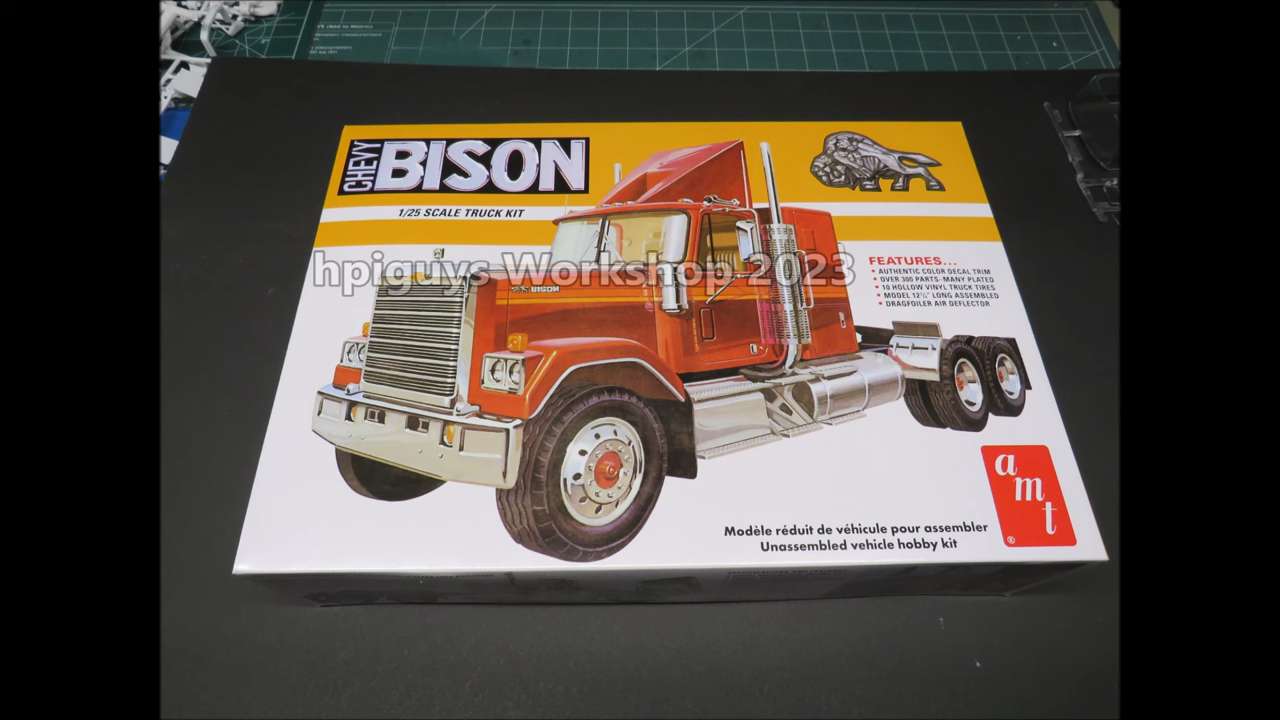 CHEVY
BISON
1/25 SCALE TRUCK KIT
hpiguys Workshop 2023
BISON
FEATURES...
• AUTHENTIC COLOR DECAL TRIM
• OVER 300 PARTS-MANY PLATED
• 10 HOLLOW VINYL TRUCK TIRES
• MODEL 12½" LONG ASSEMBLED
• DRAGFOILER AIR DEFLECTOR
amt
®
Modèle réduit de véhicule pour assembler
Unassembled vehicle hobby kit